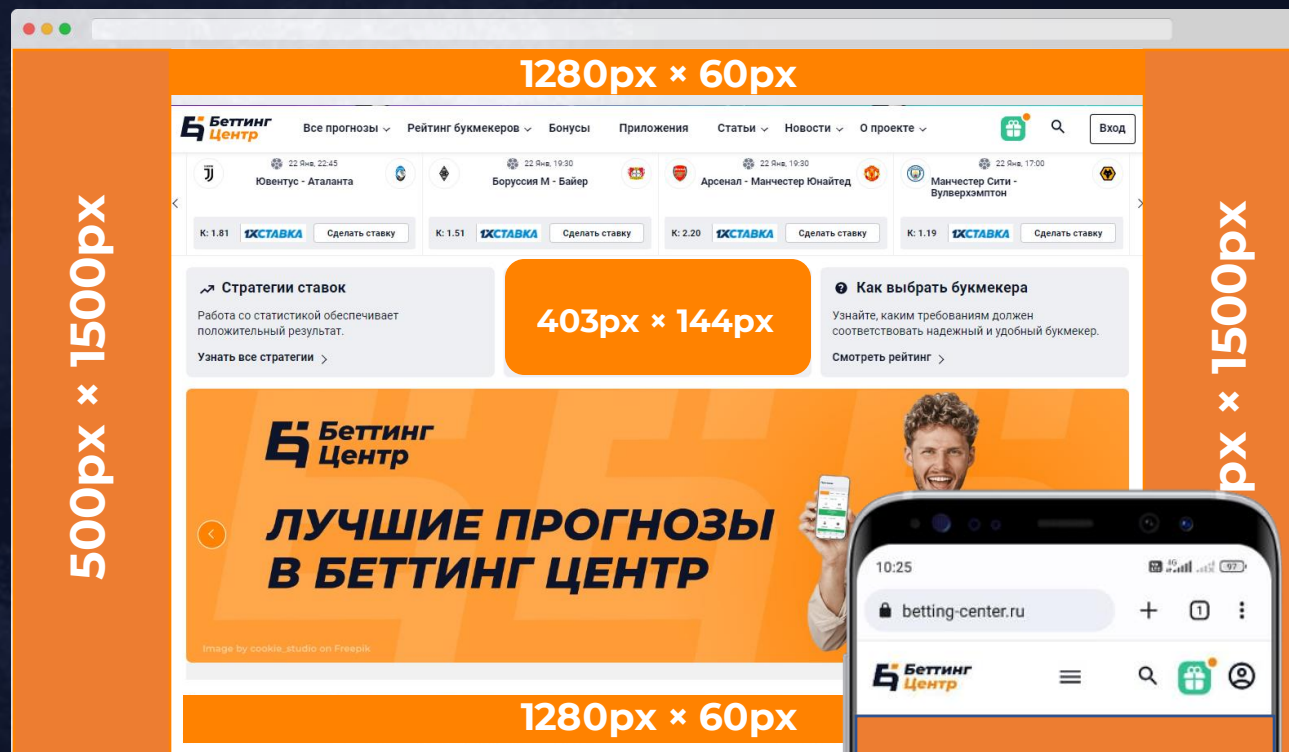 1280px × 60px
Беттинг
Центр
Все прогнозы
Рейтинг букмекеров
Бонусы
Приложения
Статьи
Новости
О проекте
Вход
22 Янв, 22:45
Ювентус - Аталанта
22 Янв, 19:30
Боруссия М - Байер
22 Янв, 19:30
Арсенал - Манчестер Юнайтед
22 Янв, 17:00
Манчестер Сити -
Вулверхэмптон
К: 1.81 1XСТАВКА Сделать ставку
К: 1.51 1XСТАВКА Сделать ставку
К: 2.20 1XСТАВКА Сделать ставку
К: 1.19 1XСТАВКА Сделать ставку
500px × 1500px
Стратегии ставок
Работа со статистикой обеспечивает
положительный результат.
Узнать все стратегии
403px × 144px
Как выбрать букмекера
Узнайте, каким требованиям должен
соответствовать надежный и удобный букмекер.
Смотреть рейтинг
px × 1500px
Беттинг
Центр
ЛУЧШИЕ ПРОГНОЗЫ
В БЕТТИНГ ЦЕНТР
Image by cookie_studio on Freepik
1280px × 60px
10:25
4G
97
betting-center.ru
1
Беттинг
Центр